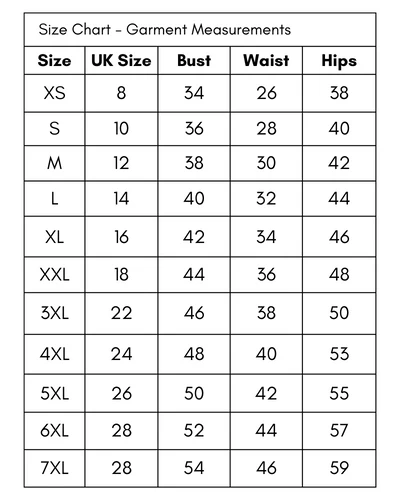 Size Chart - Garment Measurements
Size UK Size Bust Waist Hips
XS 8 34 26 38
S 10 36 28 40
M 12 38 30 42
L 14 40 32 44
XL 16 42 34 46
XXL 18 44 36 48
3XL 22 46 38 50
4XL 24 48 40 53
5XL 26 50 42 55
6XL 28 52 44 57
7XL 28 54 46 59